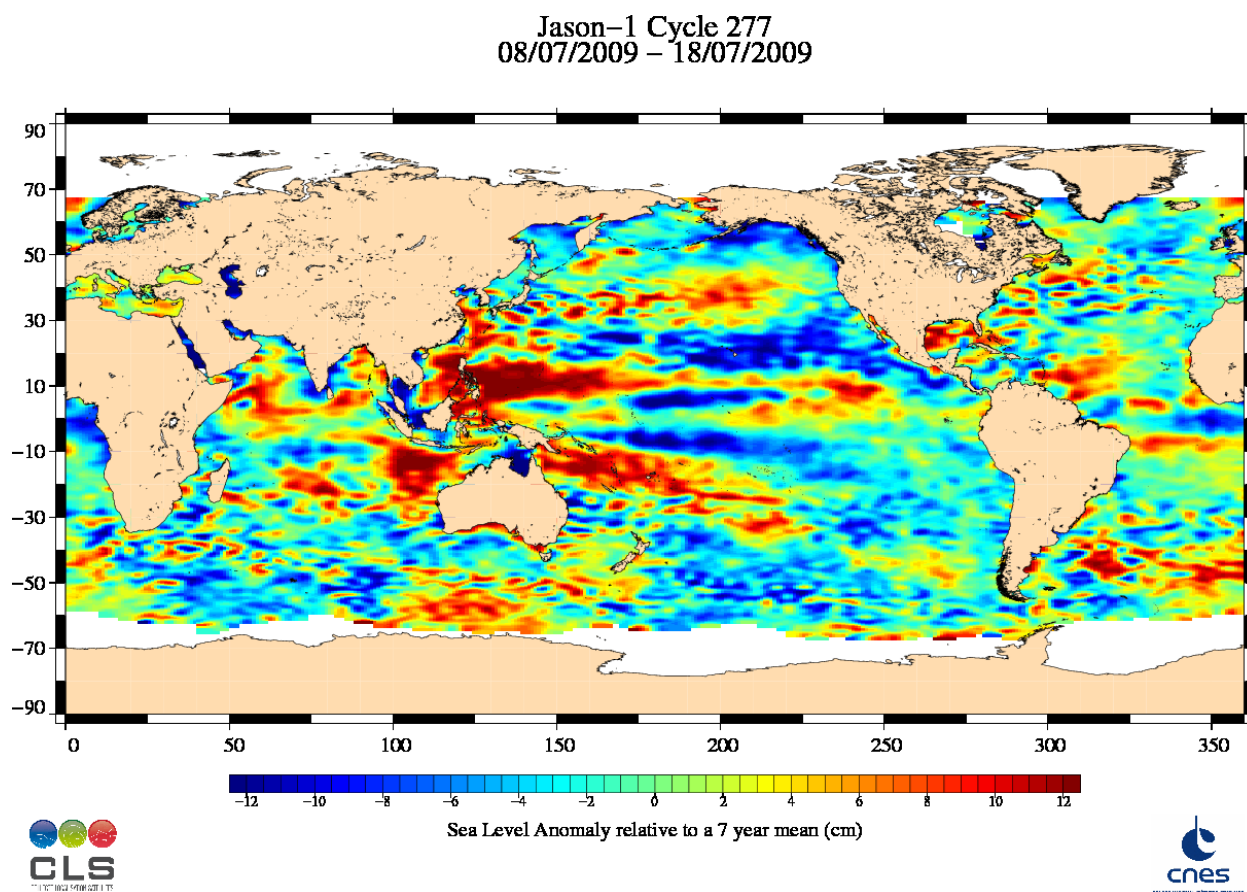 Jason−1 Cycle 277
08/07/2009 − 18/07/2009
90
70
50
30
10
−10
−30
−50
−70
−90
0 50 100 150 200 250 300 350
−12 −10 −8 −6 −4 −2 0 2 4 6 8 10 12
Sea Level Anomaly relative to a 7 year mean (cm)
CLS
cnes